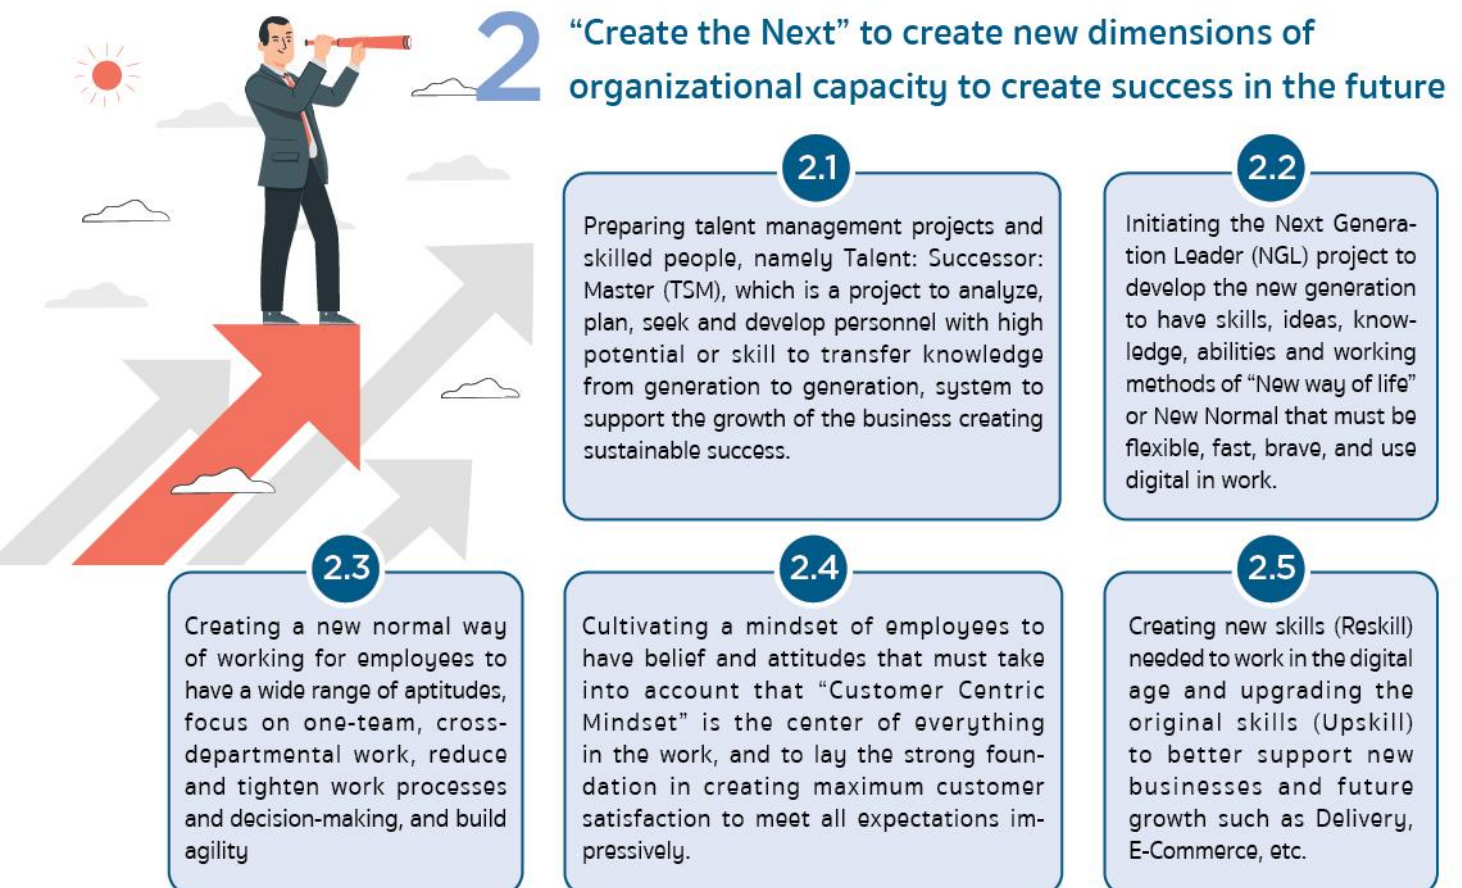 2
“Create the Next” to create new dimensions of
organizational capacity to create success in the future
2.1
Preparing talent management projects and
skilled people, namely Talent: Successor:
Master (TSM), which is a project to analyze,
plan, seek and develop personnel with high
potential or skill to transfer knowledge
from generation to generation, system to
support the growth of the business creating
sustainable success.
2.2
Initiating the Next Genera-
tion Leader (NGL) project to
develop the new generation
to have skills, ideas, know-
ledge, abilities and working
methods of “New way of life”
or New Normal that must be
flexible, fast, brave, and use
digital in work.
2.3
Creating a new normal way
of working for employees to
have a wide range of aptitudes,
focus on one-team, cross-
departmental work, reduce
and tighten work processes
and decision-making, and build
agility
2.4
Cultivating a mindset of employees to
have belief and attitudes that must take
into account that “Customer Centric
Mindset” is the center of everything
in the work, and to lay the strong foun-
dation in creating maximum customer
satisfaction to meet all expectations im-
pressively.
2.5
Creating new skills (Reskill)
needed to work in the digital
age and upgrading the
original skills (Upskill)
to better support new
businesses and future
growth such as Delivery,
E-Commerce, etc.